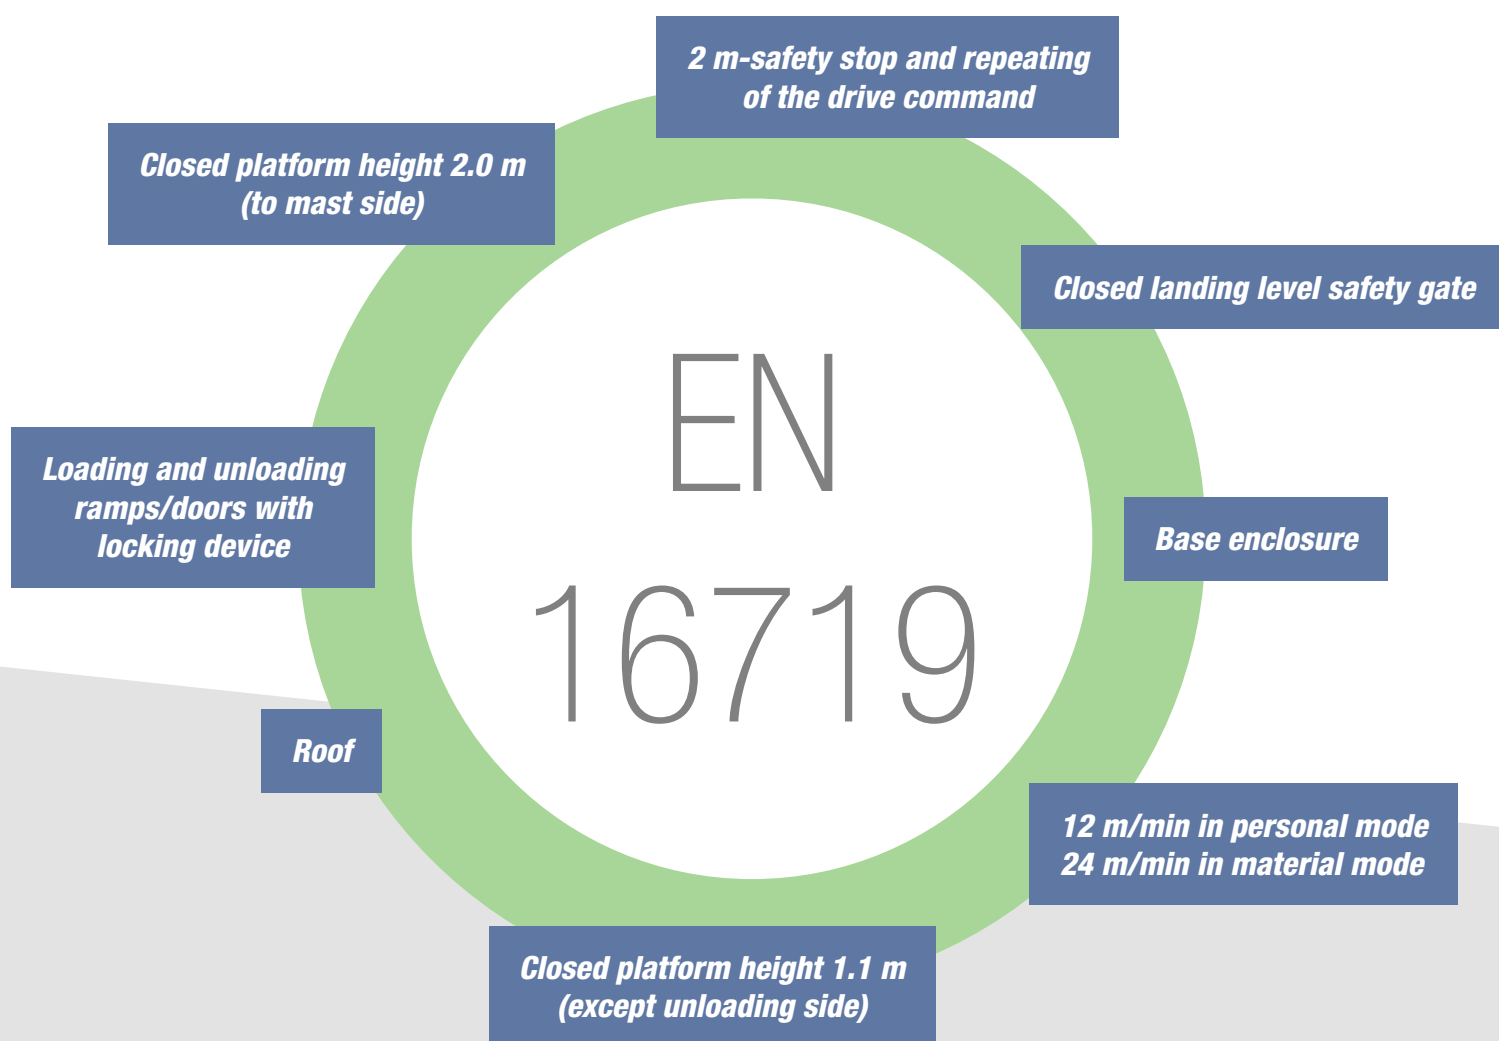 2 m-safety stop and repeating
of the drive command
Closed platform height 2.0 m
(to mast side)
Closed landing level safety gate
EN
16719
Loading and unloading
ramps/doors with
locking device
Base enclosure
Roof
12 m/min in personal mode
24 m/min in material mode
Closed platform height 1.1 m
(except unloading side)